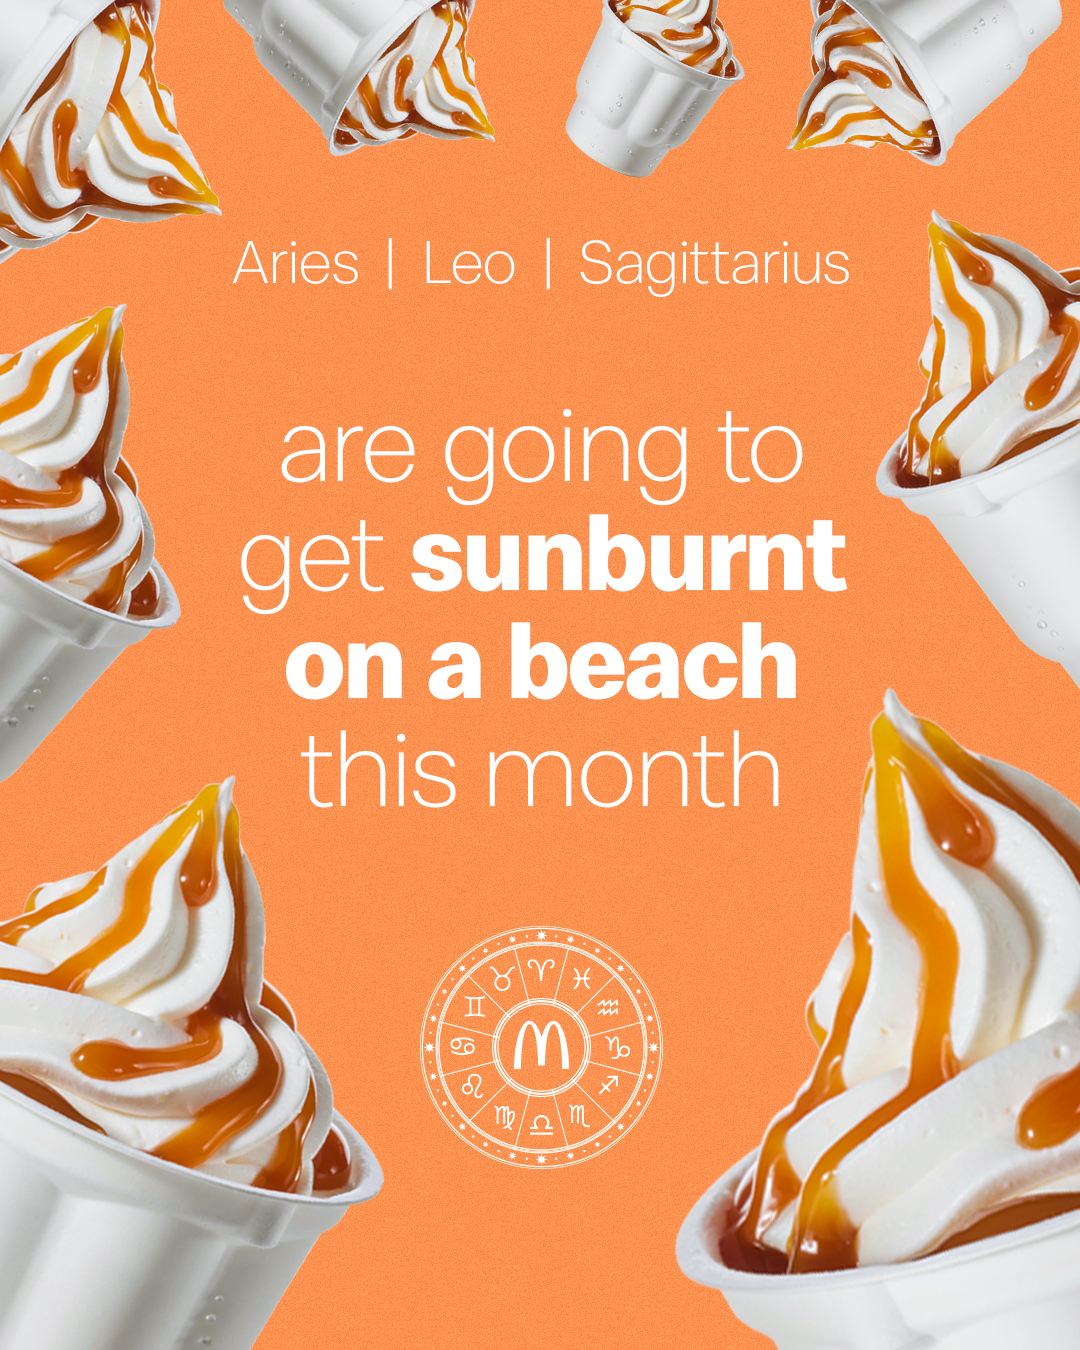 Aries | Leo | Sagittarius
are going to
get sunburnt
on a beach
this month